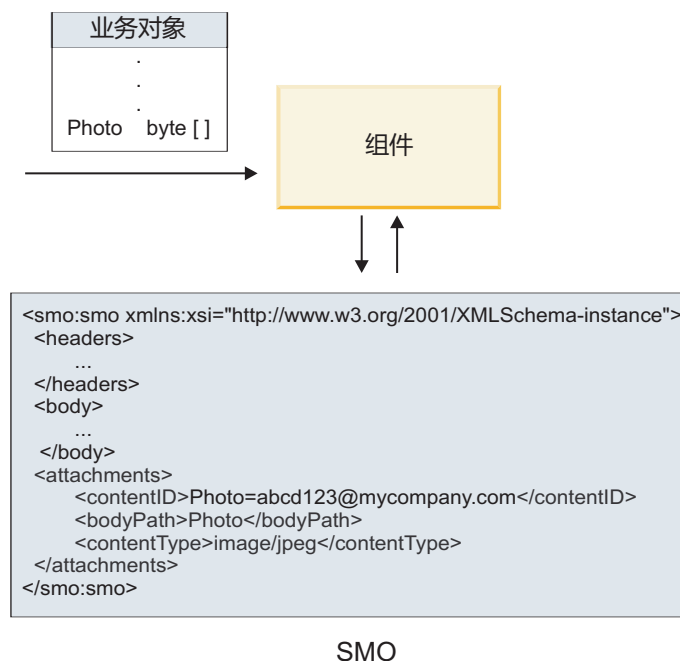 业务对象
.
.
.
Photo byte [ ]
组件
<smo:smo xmlns:xsi="http://www.w3.org/2001/XMLSchema-instance">
<headers>
...
</headers>
<body>
...
</body>
<attachments>
<contentID>Photo=abcd123@mycompany.com</contentID>
<bodyPath>Photo</bodyPath>
<contentType>image/jpeg</contentType>
</attachments>
</smo:smo>
SMO